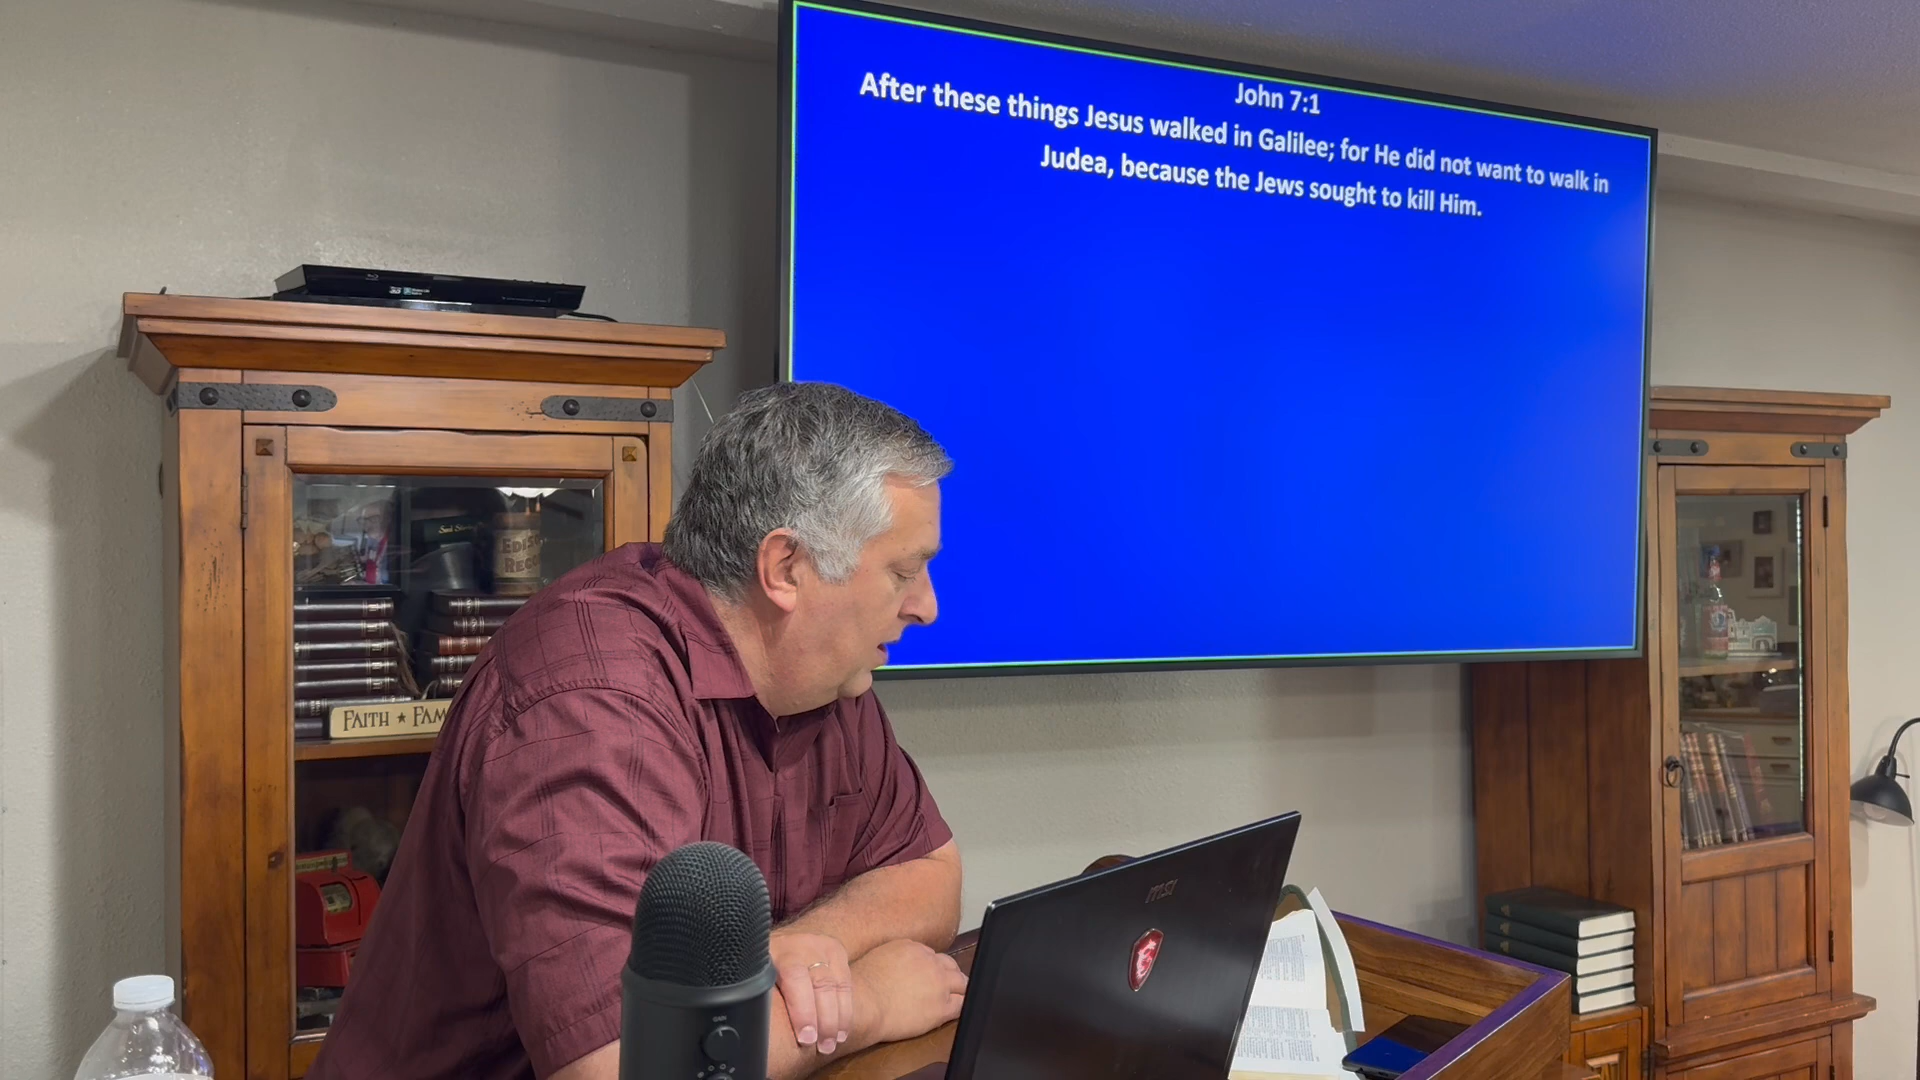 John 7:1
After these things Jesus walked in Galilee; for He did not want to walk in
Judea, because the Jews sought to kill Him.
FAITH ★ FAM
msi
GAIN